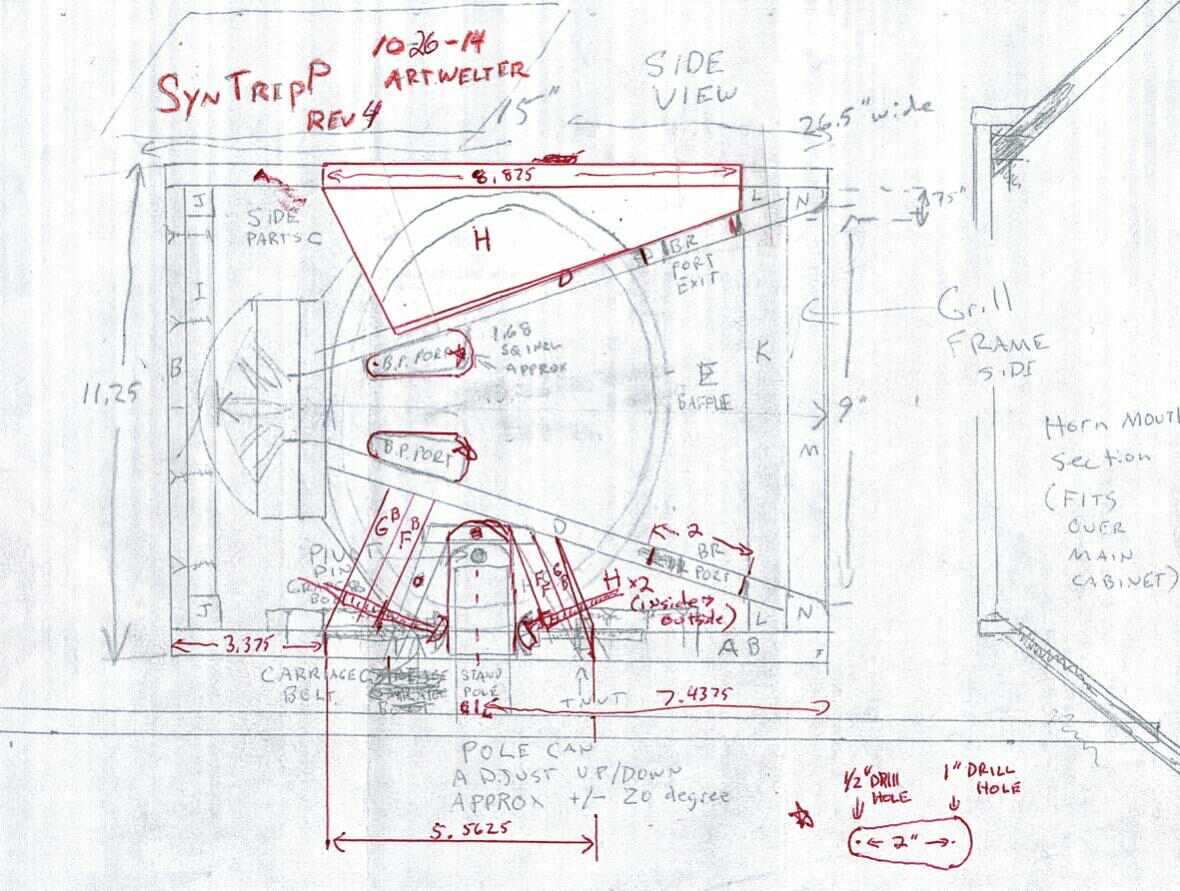 10-26-14
ARTWELTER
SYNTRIPP
REV 4
SIDE
VIEW
15"
26.5" wide
8.875
A
J
L
N
.75"
SIDE
PARTS C
H
BR
PORT
EXIT
D
I
1.68
SQ INCH
APPROX
B.P. PORT
Grill
FRAME
SIDE
K
B
11.25
E
BAFFLE
9"
Horn MOUTH
Section
(FITS
OVER
MAIN
CABINET)
B.P. PORT
M
GB
FB
D
2
BR
PORT
PIVOT
PIN
H x2
(inside →
outside)
J
L
N
3.375
AB
CARRIAGE
BOLT
STAND
POLE
TNUT
7.4375
POLE CAN
ADJUST UP/DOWN
APPROX +/- 20 degree
5.5625
1/2" DRILL
HOLE
1" DRILL
HOLE
2"